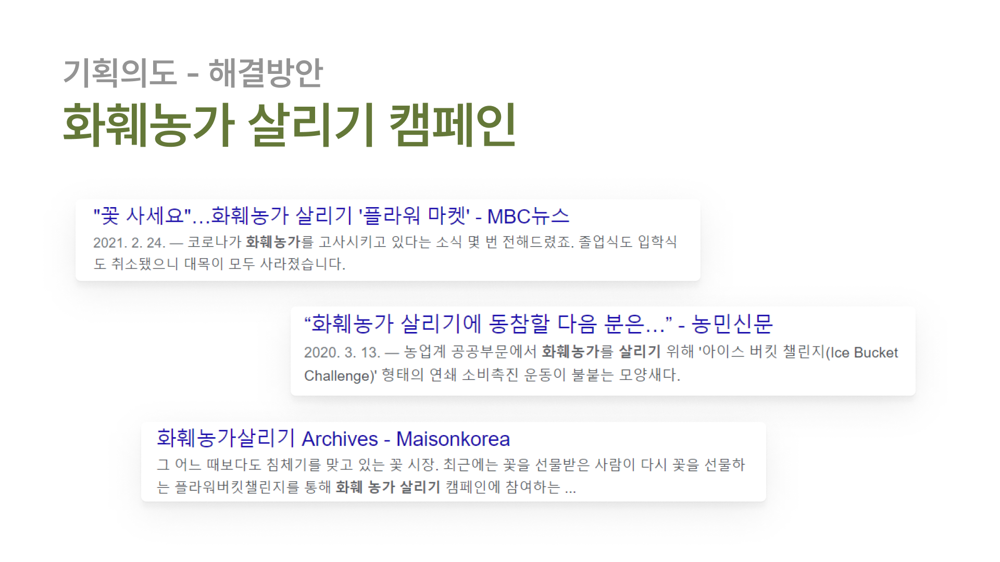 기획의도 - 해결방안
화훼농가 살리기 캠페인
"꽃 사세요"...화훼농가 살리기 '플라워 마켓' - MBC뉴스
2021. 2. 24. — 코로나가 화훼농가를 고사시키고 있다는 소식 몇 번 전해드렸죠. 졸업식도 입학식
도 취소됐으니 대목이 모두 사라졌습니다.
“화훼농가 살리기에 동참할 다음 분은...” - 농민신문
2020. 3. 13. — 농업계 공공부문에서 화훼농가를 살리기 위해 '아이스 버킷 챌린지(Ice Bucket
Challenge)' 형태의 연쇄 소비촉진 운동이 불붙는 모양새다.
화훼농가살리기 Archives - Maisonkorea
그 어느 때보다도 침체기를 맞고 있는 꽃 시장. 최근에는 꽃을 선물받은 사람이 다시 꽃을 선물하
는 플라워버킷챌린지를 통해 화훼 농가 살리기 캠페인에 참여하는 ...